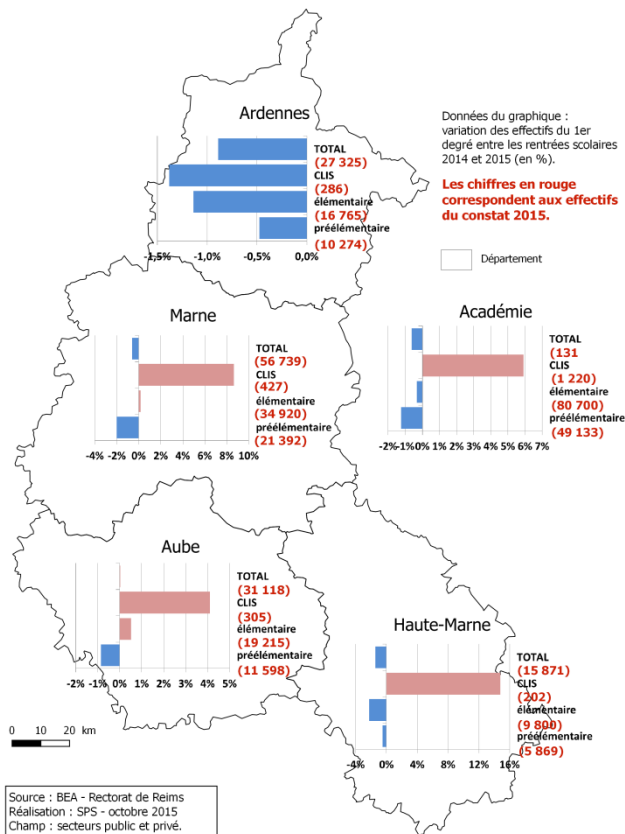 Ardennes
TOTAL
(27 325)
CLIS
(286)
élémentaire
(16 765)
préélémentaire
(10 274)
-1,5% -1,0% -0,5% 0,0%
Données du graphique :
variation des effectifs du 1er
degré entre les rentrées scolaires
2014 et 2015 (en %).
Les chiffres en rouge
correspondent aux effectifs
du constat 2015.
Département
Marne
TOTAL
(56 739)
CLIS
(427)
élémentaire
(34 920)
préélémentaire
(21 392)
-4% -2% 0% 2% 4% 6% 8% 10%
Académie
TOTAL
(131
CLIS
(1 220)
élémentaire
(80 700)
préélémentaire
(49 133)
-2% -1% 0% 1% 2% 3% 4% 5% 6% 7%
Aube
TOTAL
(31 118)
CLIS
(305)
élémentaire
(19 215)
préélémentaire
(11 598)
-2% -1% 0% 1% 2% 3% 4% 5%
Haute-Marne
TOTAL
(15 871)
CLIS
(202)
élémentaire
(9 800)
préélémentaire
(5 869)
-4% 0% 4% 8% 12% 16%
0 10 20 km
Source : BEA - Rectorat de Reims
Réalisation : SPS - octobre 2015
Champ : secteurs public et privé.